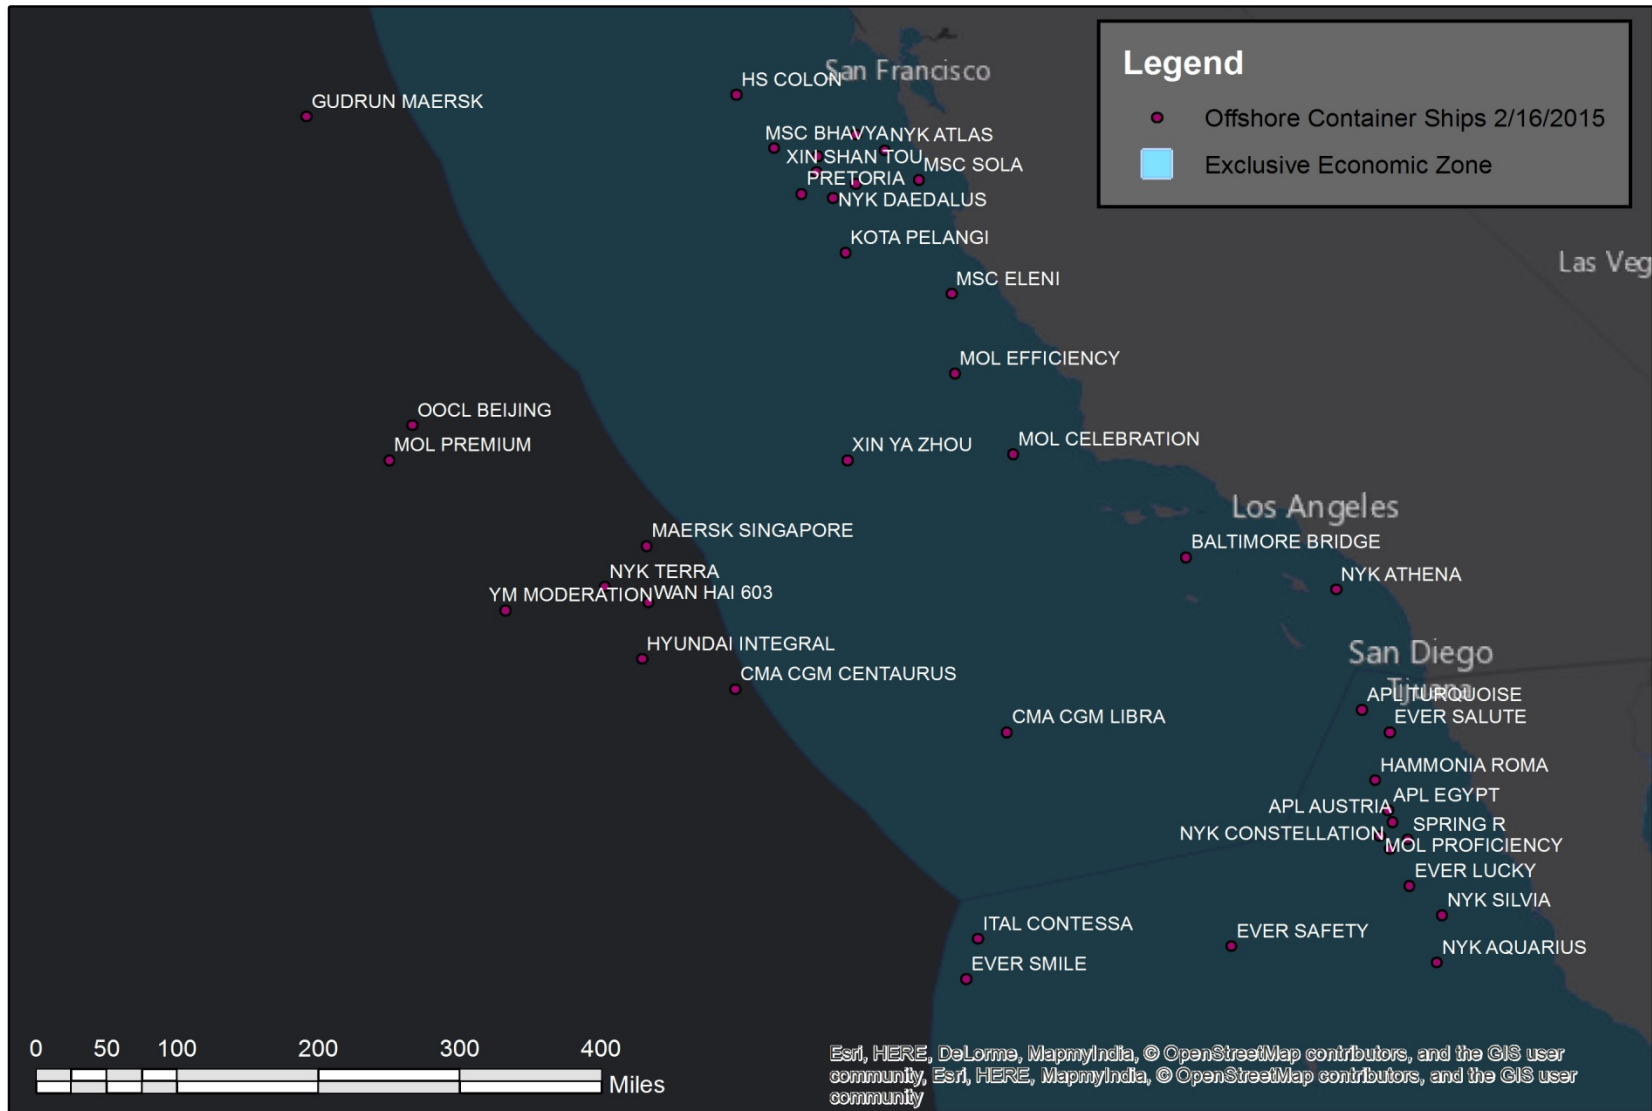 Legend
Offshore Container Ships 2/16/2015
Exclusive Economic Zone
San Francisco
HS COLON
GUDRUN MAERSK
MSC BHAVYA
NYK ATLAS
XIN SHAN TOU
MSC SOLA
PRETORIA
NYK DAEDALUS
KOTA PELANGI
Las Veg
MSC ELENI
MOL EFFICIENCY
OOCL BEIJING
MOL PREMIUM
XIN YA ZHOU
MOL CELEBRATION
Los Angeles
MAERSK SINGAPORE
BALTIMORE BRIDGE
NYK TERRA
NYK ATHENA
YM MODERATION
WAN HAI 603
HYUNDAI INTEGRAL
San Diego
CMA CGM CENTAURUS
Tijuana
APL TURQUOISE
CMA CGM LIBRA
EVER SALUTE
HAMMONIA ROMA
APL EGYPT
APL AUSTRIA
SPRING R
NYK CONSTELLATION
MOL PROFICIENCY
EVER LUCKY
NYK SILVIA
ITAL CONTESSA
EVER SAFETY
NYK AQUARIUS
EVER SMILE
0 50 100 200 300 400
Miles
Esri, HERE, DeLorme, MapmyIndia, © OpenStreetMap contributors, and the GIS user
community, Esri, HERE, MapmyIndia, © OpenStreetMap contributors, and the GIS user
community